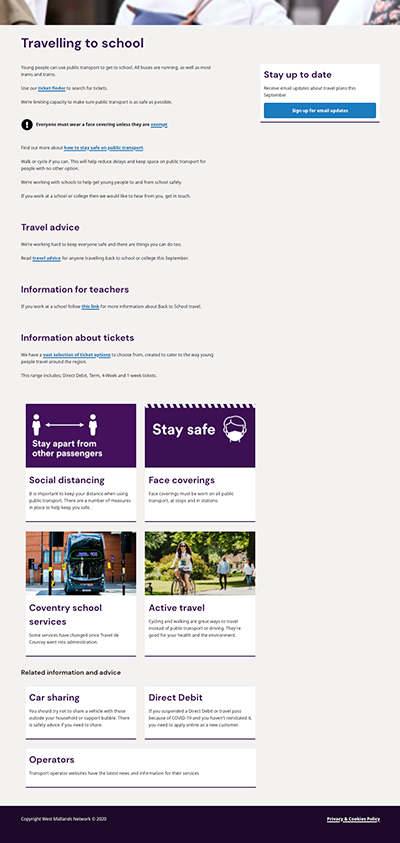 Travelling to school
Young people can use public transport to get to school. All buses are running, as well as most
trams and trains.
Use our ticket finder to search for tickets.
We're limiting capacity to make sure public transport is as safe as possible.
Everyone must wear a face covering unless they are exempt
Find out more about how to stay safe on public transport.
Walk or cycle if you can. This will help reduce delays and keep space on public transport for
people with no other option.
We're working with schools to help get young people to and from school safely.
If you work at a school or college then we would like to hear from you, get in touch.
Stay up to date
Receive email updates about travel plans this
September
Sign up for email updates
Travel advice
We're working hard to keep everyone safe and there are things you can do too.
Read travel advice for anyone travelling back to school or college this September.
Information for teachers
If you work at a school follow this link for more information about Back to School travel.
Information about tickets
We have a vast selection of ticket options to choose from, created to cater to the way young
people travel around the region.
This range includes; Direct Debit, Term, 4-Week and 1-week tickets.
Stay apart from
other passengers
Social distancing
It is important to keep your distance when using
public transport. There are a number of measures
in place to help keep you safe.
Stay safe
Face coverings
Face coverings must be worn on all public
transport, at stops and in stations.
Coventry school
services
Some services have changed since Travel de
Courcey went into administration.
Active travel
Cycling and walking are great ways to travel
instead of public transport or driving. They're
good for your health and the environment.
Related information and advice
Car sharing
You should try not to share a vehicle with those
outside your household or support bubble. There
is safety advice if you need to share.
Direct Debit
If you suspended a Direct Debit or travel pass
because of COVID-19 and you haven't reinstated it,
you need to apply online as a new customer.
Operators
Transport operator websites have the latest news and information for their services
Copyright West Midlands Network © 2020
Privacy & Cookies Policy